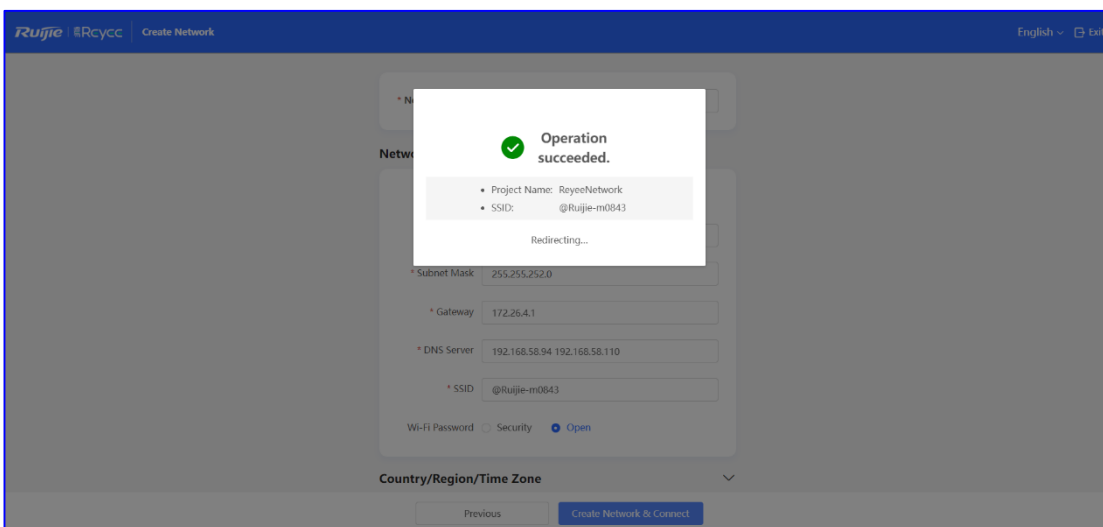 Ruijie Rcycc Create Network English Exit
* N
Operation
succeeded.
Netw
• Project Name: ReyeeNetwork
• SSID: @Ruijie-m0843
Redirecting...
* Subnet Mask 255.255.252.0
* Gateway 172.26.4.1
* DNS Server 192.168.58.94 192.168.58.110
* SSID @Ruijie-m0843
Wi-Fi Password Security Open
Country/Region/Time Zone
Previous Create Network & Connect